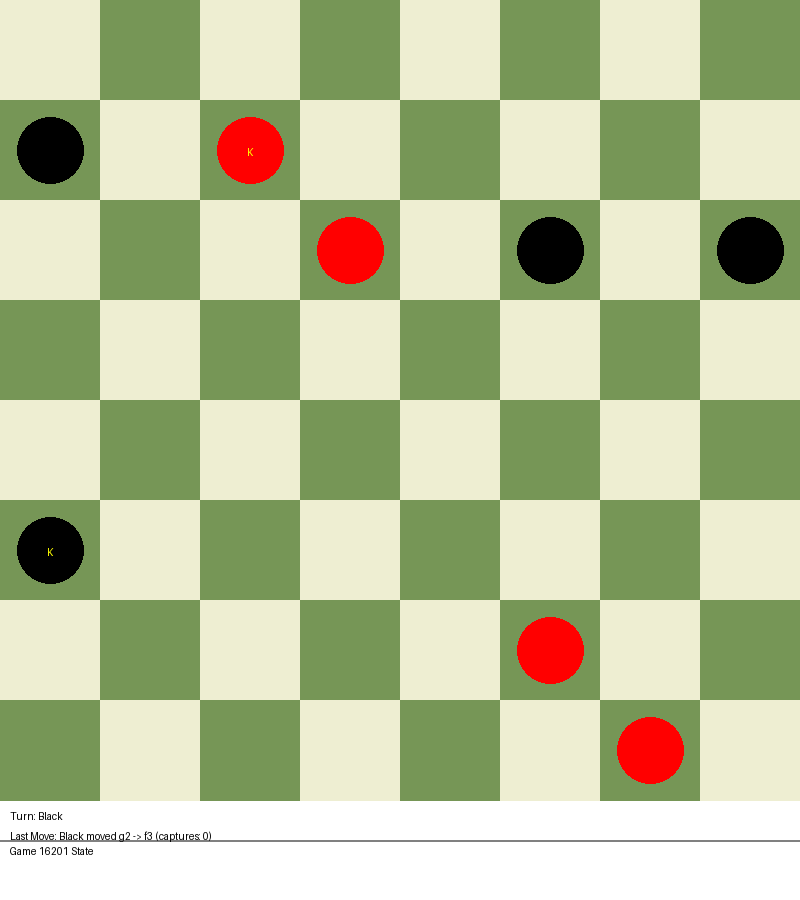 K
K
Turn: Black
Last Move: Black moved g2 -> f3 (captures: 0)
Game 16201 State